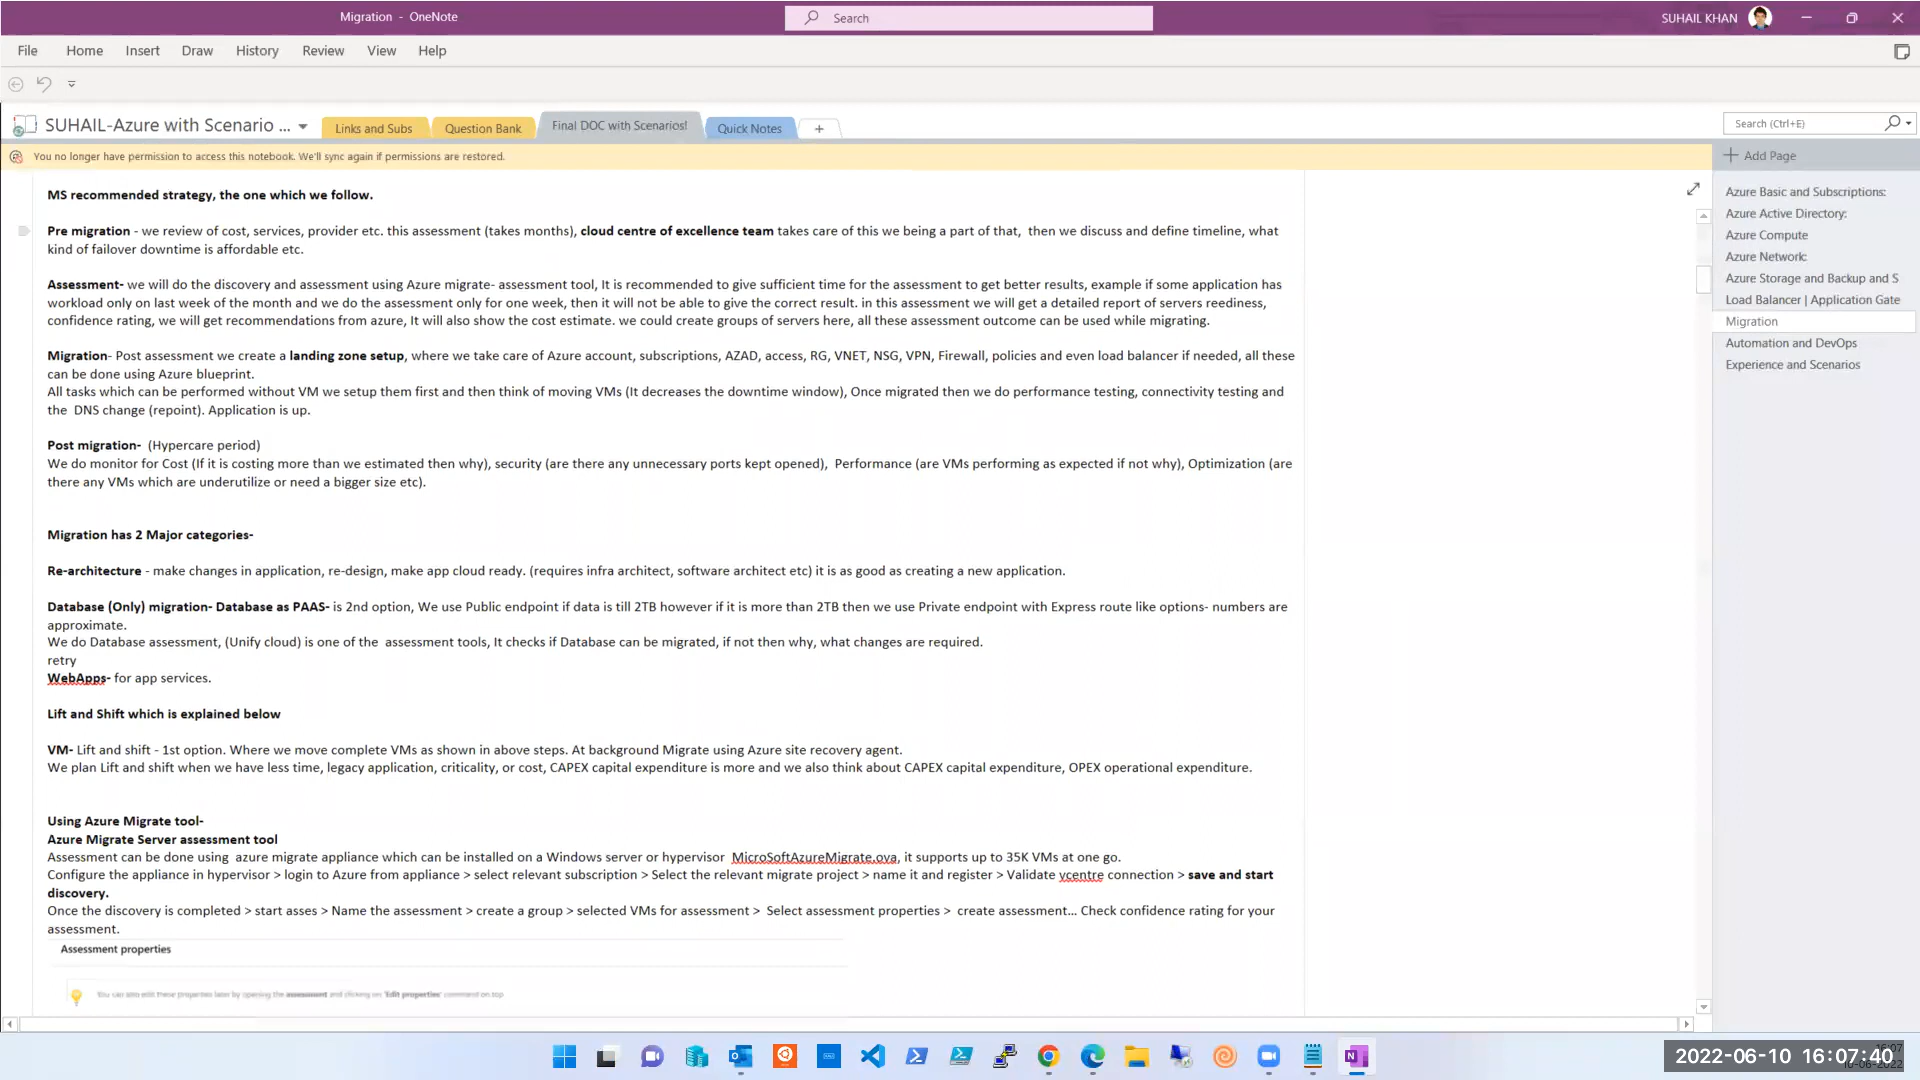 Migration - OneNote
Search
SUHAIL KHAN
File
Home
Insert
Draw
History
Review
View
Help
SUHAIL-Azure with Scenario ...
Links and Subs
Question Bank
Final DOC with Scenarios!
Quick Notes
Search (Ctrl+E)
You no longer have permission to access this notebook. We'll sync again if permissions are restored.
Add Page
Azure Basic and Subscriptions:
Azure Active Directory:
Azure Compute
Azure Network:
Azure Storage and Backup and S
Load Balancer | Application Gate
Migration
Automation and DevOps
Experience and Scenarios
MS recommended strategy, the one which we follow.
Pre migration - we review of cost, services, provider etc. this assessment (takes months), cloud centre of excellence team takes care of this we being a part of that, then we discuss and define timeline, what
kind of failover downtime is affordable etc.
Assessment- we will do the discovery and assessment using Azure migrate- assessment tool, It is recommended to give sufficient time for the assessment to get better results, example if some application has
workload only on last week of the month and we do the assessment only for one week, then it will not be able to give the correct result. in this assessment we will get a detailed report of servers reediness,
confidence rating, we will get recommendations from azure, It will also show the cost estimate. we could create groups of servers here, all these assessment outcome can be used while migrating.
Migration- Post assessment we create a landing zone setup, where we take care of Azure account, subscriptions, AZAD, access, RG, VNET, NSG, VPN, Firewall, policies and even load balancer if needed, all these
can be done using Azure blueprint.
All tasks which can be performed without VM we setup them first and then think of moving VMs (It decreases the downtime window), Once migrated then we do performance testing, connectivity testing and
the DNS change (repoint). Application is up.
Post migration- (Hypercare period)
We do monitor for Cost (If it is costing more than we estimated then why), security (are there any unnecessary ports kept opened), Performance (are VMs performing as expected if not why), Optimization (are
there any VMs which are underutilize or need a bigger size etc).
Migration has 2 Major categories-
Re-architecture - make changes in application, re-design, make app cloud ready. (requires infra architect, software architect etc) it is as good as creating a new application.
Database (Only) migration- Database as PAAS- is 2nd option, We use Public endpoint if data is till 2TB however if it is more than 2TB then we use Private endpoint with Express route like options- numbers are
approximate.
We do Database assessment, (Unify cloud) is one of the assessment tools, It checks if Database can be migrated, if not then why, what changes are required.
retry
WebApps- for app services.
Lift and Shift which is explained below
VM- Lift and shift - 1st option. Where we move complete VMs as shown in above steps. At background Migrate using Azure site recovery agent.
We plan Lift and shift when we have less time, legacy application, criticality, or cost, CAPEX capital expenditure is more and we also think about CAPEX capital expenditure, OPEX operational expenditure.
Using Azure Migrate tool-
Azure Migrate Server assessment tool
Assessment can be done using azure migrate appliance which can be installed on a Windows server or hypervisor MicroSoftAzureMigrate.ova, it supports up to 35K VMs at one go.
Configure the appliance in hypervisor > login to Azure from appliance > select relevant subscription > Select the relevant migrate project > name it and register > Validate vcentre connection > save and start
discovery.
Once the discovery is completed > start asses > Name the assessment > create a group > selected VMs for assessment > Select assessment properties > create assessment... Check confidence rating for your
assessment.
Assessment properties
You can also edit these properties later by opening the assessment and clicking on 'Edit properties' command on top
2022-06-10 16:07:40